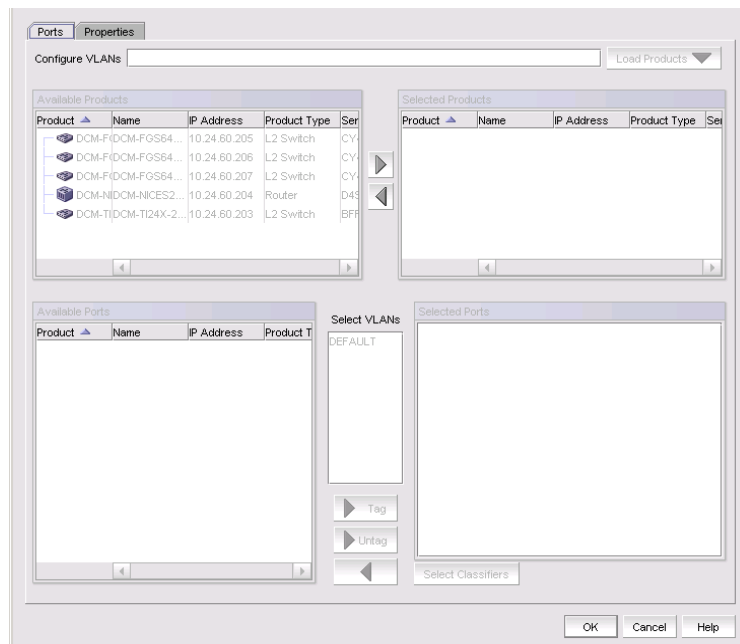 Ports Properties
Configure VLANs Load Products
Available Products Selected Products
Product Name IP Address Product Type Ser Product Name IP Address Product Type Ser
DCM-F DCM-FGS64... 10.24.60.205 L2 Switch CY
DCM-F DCM-FGS64... 10.24.60.206 L2 Switch CY
DCM-F DCM-FGS64... 10.24.60.207 L2 Switch CY
DCM-NI DCM-NICES2... 10.24.60.204 Router D4S
DCM-TI DCM-TI24X-2... 10.24.60.203 L2 Switch BFF
Available Ports Select VLANs Selected Ports
Product Name IP Address Product T
DEFAULT
Tag
Untag
Select Classifiers
OK Cancel Help